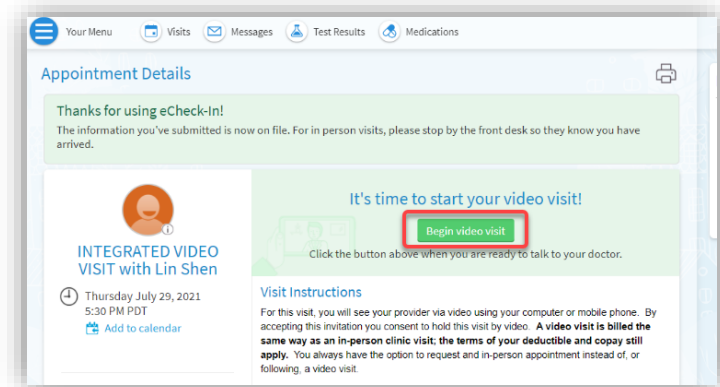 Your Menu Visits Messages Test Results Medications
Appointment Details
Thanks for using eCheck-In!
The information you've submitted is now on file. For in person visits, please stop by the front desk so they know you have
arrived.
It's time to start your video visit!
Begin video visit
Click the button above when you are ready to talk to your doctor.
INTEGRATED VIDEO
VISIT with Lin Shen
Thursday July 29, 2021
5:30 PM PDT
Add to calendar
Visit Instructions
For this visit, you will see your provider via video using your computer or mobile phone. By
accepting this invitation you consent to hold this visit by video. A video visit is billed the
same way as an in-person clinic visit; the terms of your deductible and copay still
apply. You always have the option to request and in-person appointment instead of, or
following, a video visit.